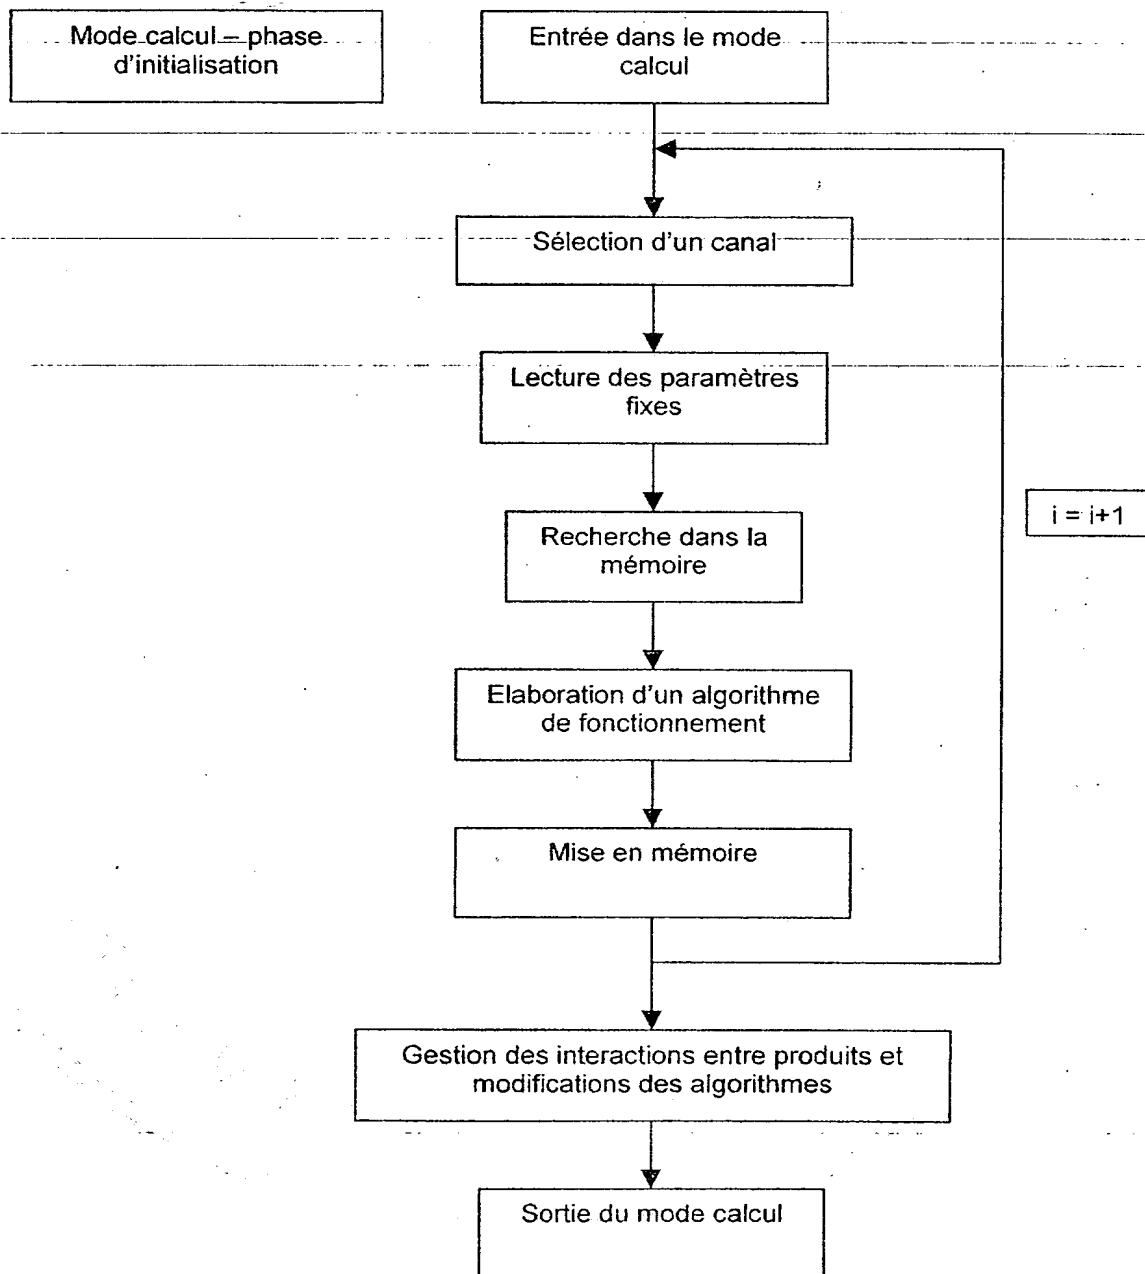 Mode calcul – phase
d'initialisation
Entrée dans le mode
calcul
Sélection d'un canal
Lecture des paramètres
fixes
i = i+1
Recherche dans la
mémoire
Elaboration d'un algorithme
de fonctionnement
Mise en mémoire
Gestion des interactions entre produits et
modifications des algorithmes
Sortie du mode calcul